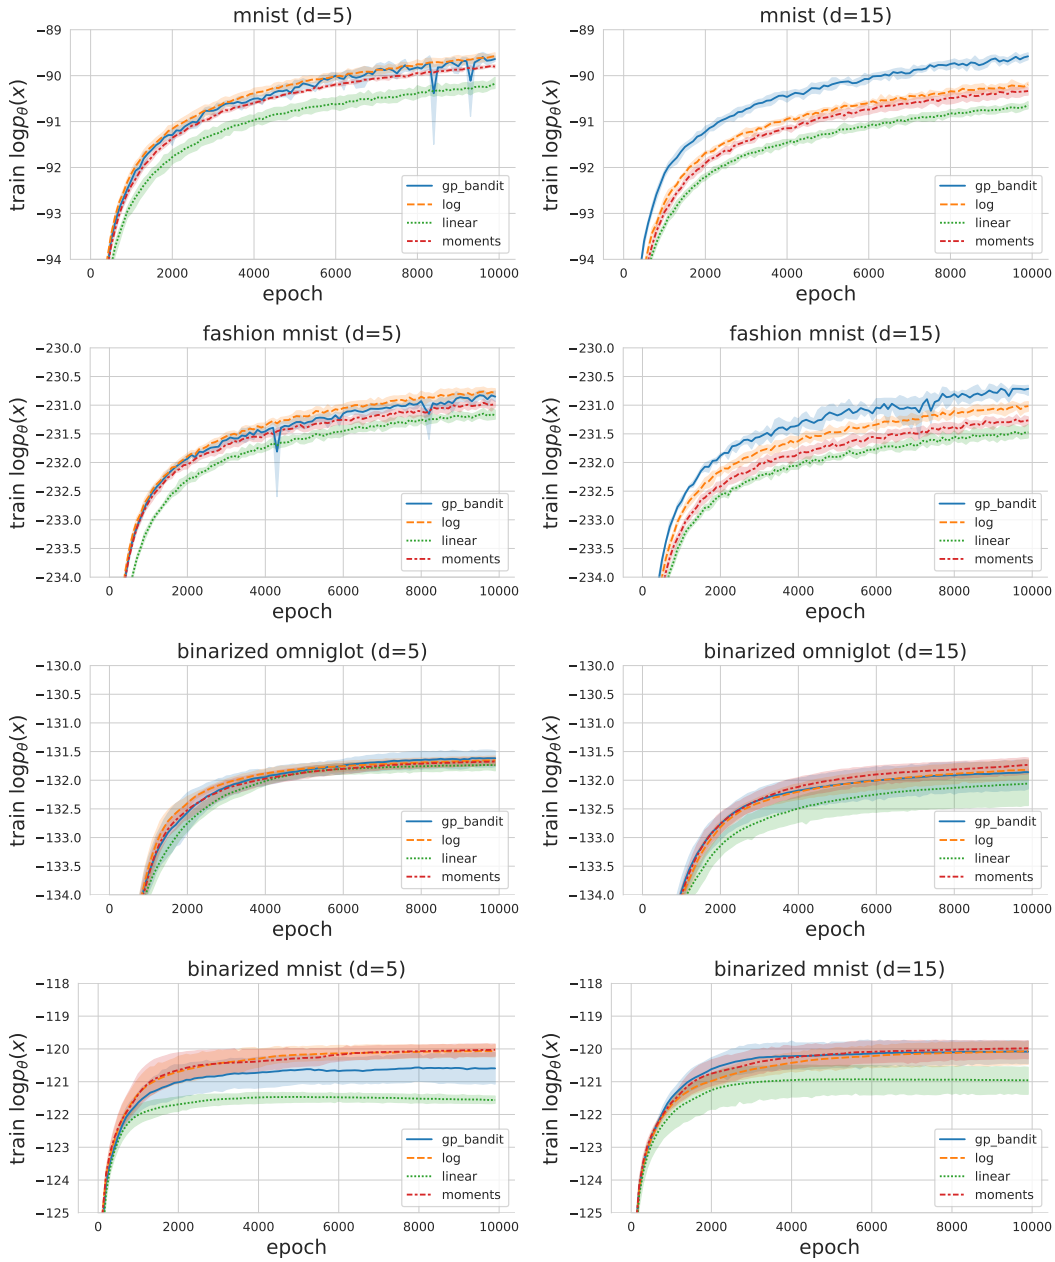 mnist (d=5)
−89
−90
−91
−92
−93
−94
train logpθ(x)
gp_bandit
log
linear
moments
0 2000 4000 6000 8000 10000
epoch
mnist (d=15)
−89
−90
−91
−92
−93
−94
train logpθ(x)
gp_bandit
log
linear
moments
0 2000 4000 6000 8000 10000
epoch
fashion mnist (d=5)
−230.0
−230.5
−231.0
−231.5
−232.0
−232.5
−233.0
−233.5
−234.0
train logpθ(x)
gp_bandit
log
linear
moments
0 2000 4000 6000 8000 10000
epoch
fashion mnist (d=15)
−230.0
−230.5
−231.0
−231.5
−232.0
−232.5
−233.0
−233.5
−234.0
train logpθ(x)
gp_bandit
log
linear
moments
0 2000 4000 6000 8000 10000
epoch
binarized omniglot (d=5)
−130.0
−130.5
−131.0
−131.5
−132.0
−132.5
−133.0
−133.5
−134.0
train logpθ(x)
gp_bandit
log
linear
moments
0 2000 4000 6000 8000 10000
epoch
binarized omniglot (d=15)
−130.0
−130.5
−131.0
−131.5
−132.0
−132.5
−133.0
−133.5
−134.0
train logpθ(x)
gp_bandit
log
linear
moments
0 2000 4000 6000 8000 10000
epoch
binarized mnist (d=5)
−118
−119
−120
−121
−122
−123
−124
−125
train logpθ(x)
gp_bandit
log
linear
moments
0 2000 4000 6000 8000 10000
epoch
binarized mnist (d=15)
−118
−119
−120
−121
−122
−123
−124
−125
train logpθ(x)
gp_bandit
log
linear
moments
0 2000 4000 6000 8000 10000
epoch